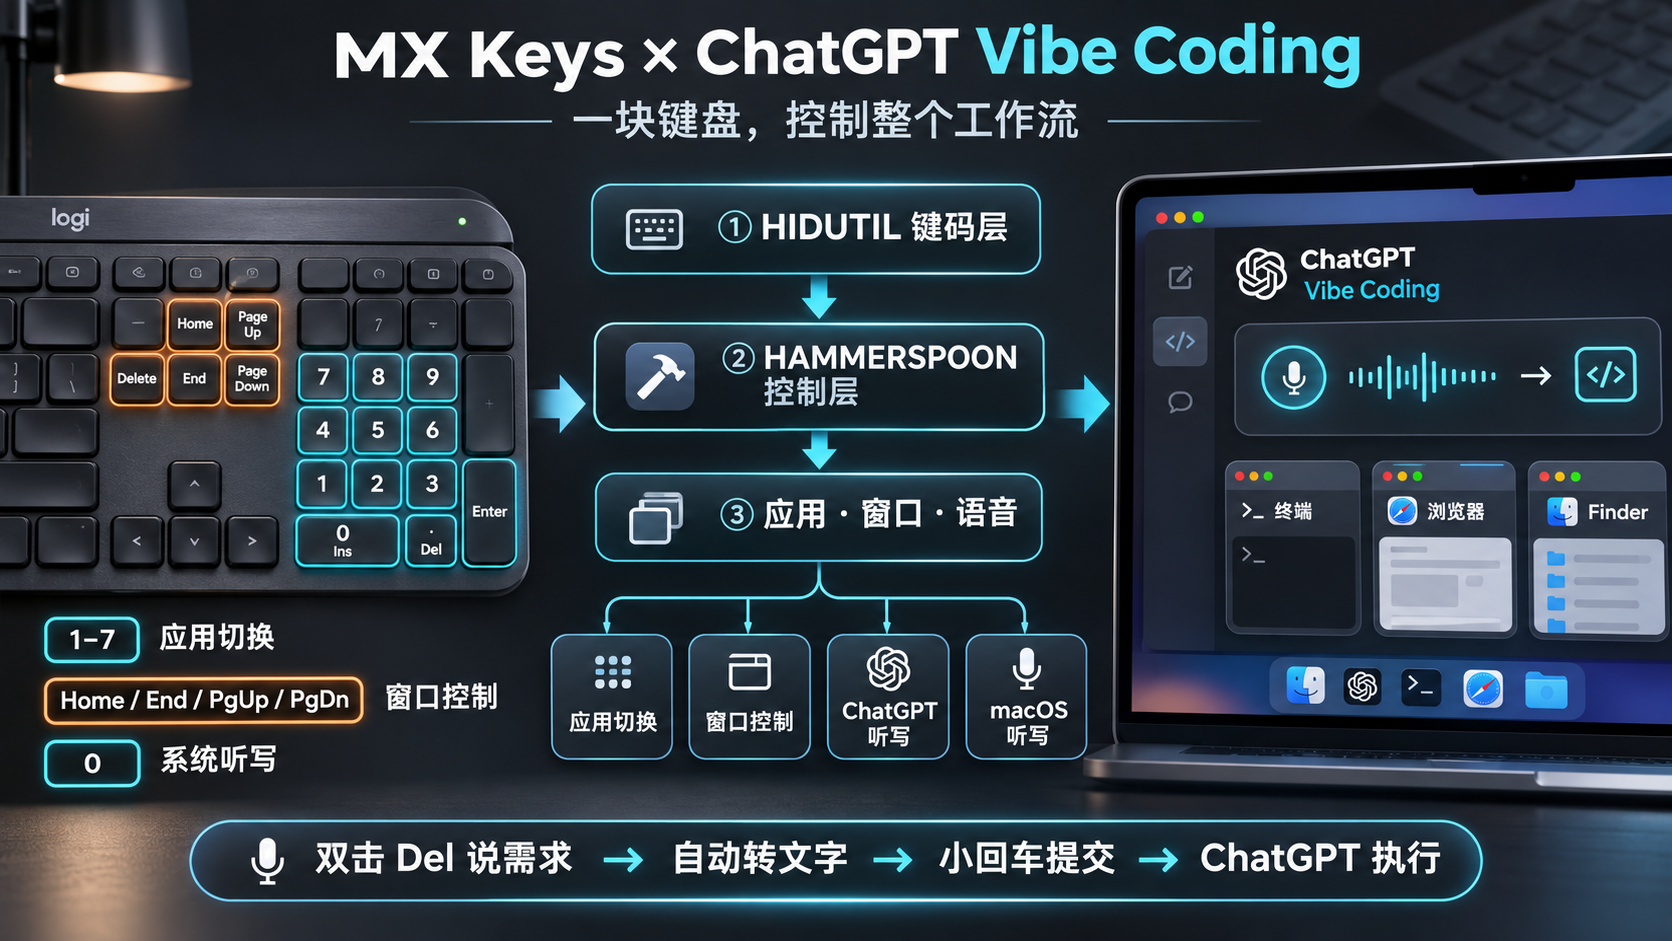 MX Keys × ChatGPT Vibe Coding
一块键盘，控制整个工作流
logi
Home
Page Up
Delete
End
Page Down
7
7 8 9
4 5 6
1 2 3
0 Ins
. Del
Enter
1-7 应用切换
Home / End / PgUp / PgDn 窗口控制
0 系统听写
① HIDUTIL 键码层
② HAMMERSPOON
控制层
③ 应用 · 窗口 · 语音
应用切换
窗口控制
ChatGPT
听写
macOS
听写
ChatGPT
Vibe Coding
</>
</>
>_ 终端
>_
浏览器
Finder
>_
双击 Del 说需求 → 自动转文字 → 小回车提交 → ChatGPT 执行